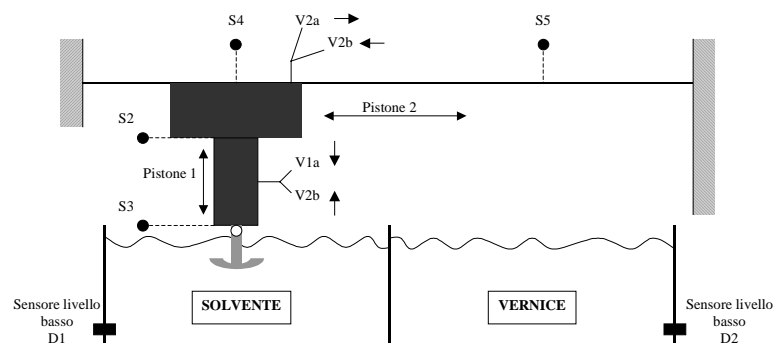 S4
V2a
S5
V2b
S2
Pistone 2
Pistone 1
V1a
V2b
S3
Sensore livello
basso
D1
SOLVENTE
VERNICE
Sensore livello
basso
D2